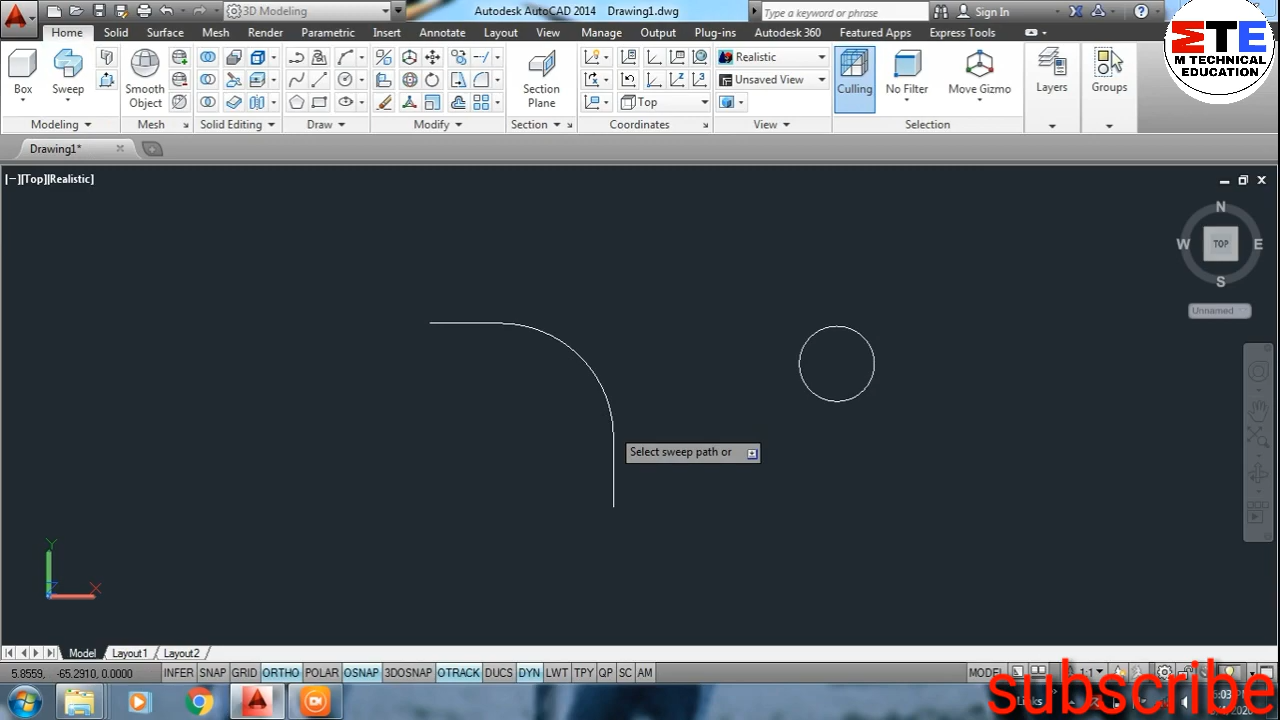 3D Modeling
Autodesk AutoCAD 2014 Drawing1.dwg
Type a keyword or phrase
Sign In
Home Solid Surface Mesh Render Parametric Insert Annotate Layout View Manage Output Plug-ins Autodesk 360 Featured Apps Express Tools
MTE
M TECHNICAL
EDUCATION
Box
Sweep
Smooth
Object
Section
Plane
Realistic
Unsaved View
Top
Culling
No Filter
Move Gizmo
Layers
Groups
Modeling Mesh Solid Editing Draw Modify Section Coordinates View Selection
Drawing1*
[−][Top][Realistic]
N
W TOP E
S
Unnamed
Select sweep path or
Y
X
Model Layout1 Layout2
5.8559, -65.2910, 0.0000
INFER SNAP GRID ORTHO POLAR OSNAP 3DOSNAP OTRACK DUCS DYN LWT TPY QP SC AM
MODEL
1:1
subscribe